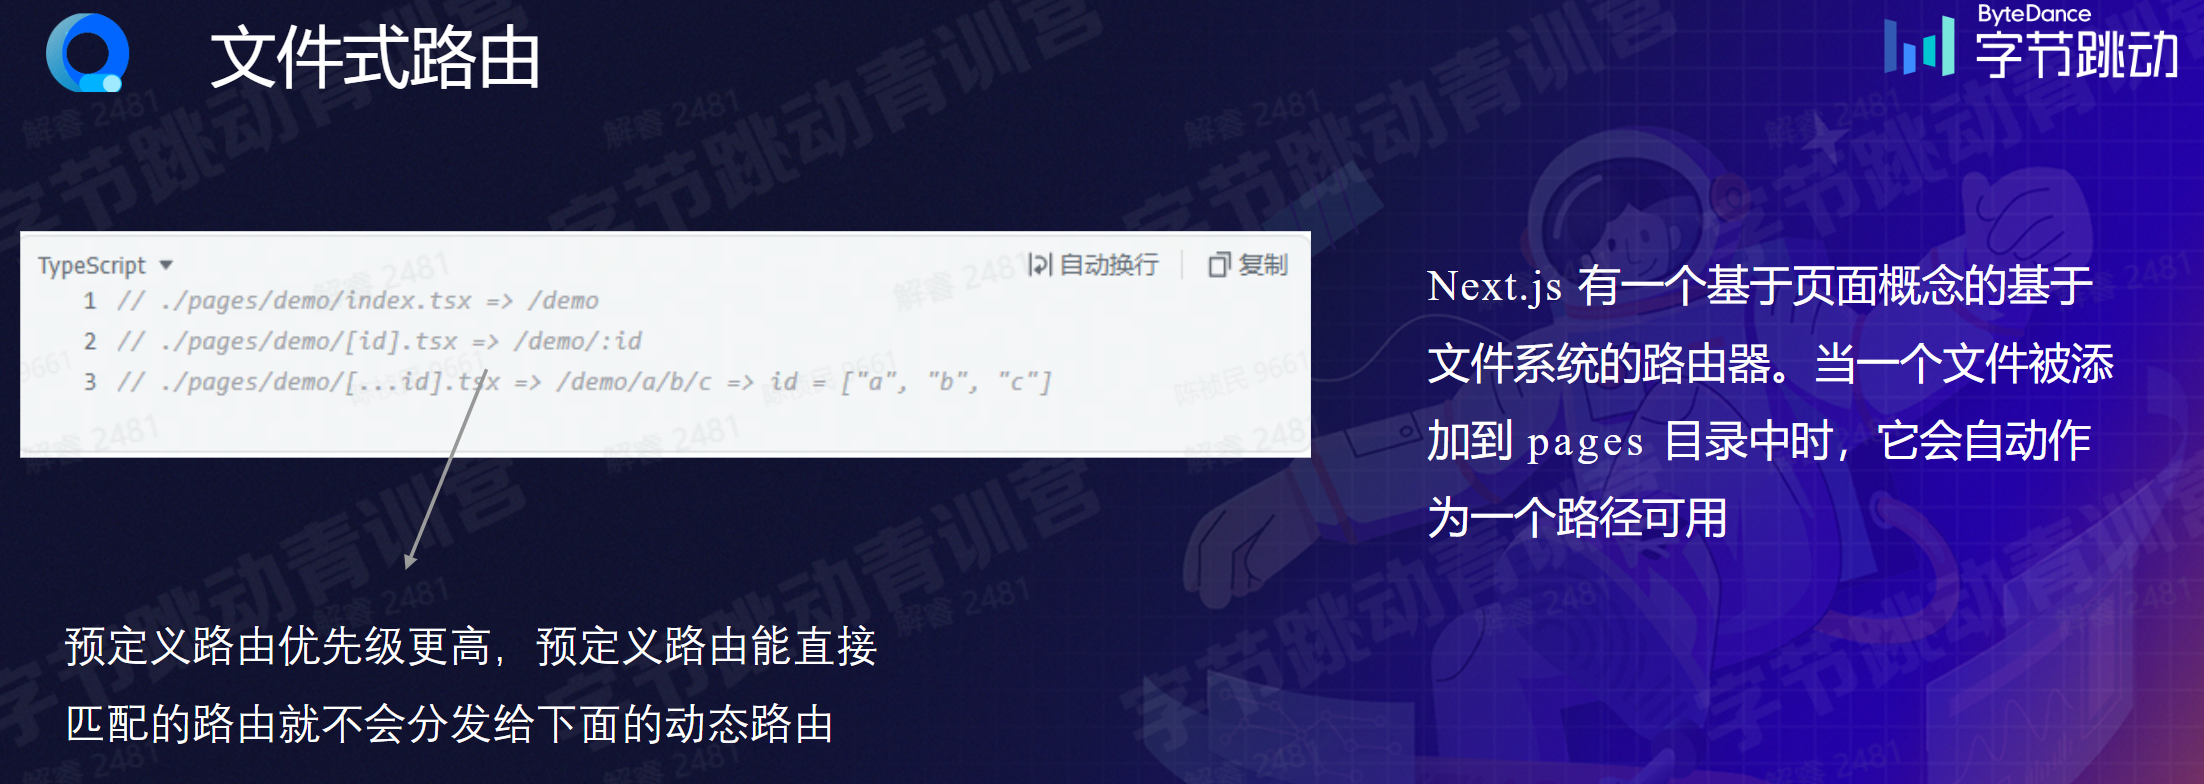 文件式路由
ByteDance
字节跳动
TypeScript
自动换行
复制
1 // ./pages/demo/index.tsx => /demo
2 // ./pages/demo/[id].tsx => /demo/:id
3 // ./pages/demo/[...id].tsx => /demo/a/b/c => id = ["a", "b", "c"]
Next.js 有一个基于页面概念的基于
文件系统的路由器。当一个文件被添
加到 pages 目录中时，它会自动作
为一个路径可用
预定义路由优先级更高，预定义路由能直接
匹配的路由就不会分发给下面的动态路由
字节跳动青训营
解睿 2481
陈祯民 9661